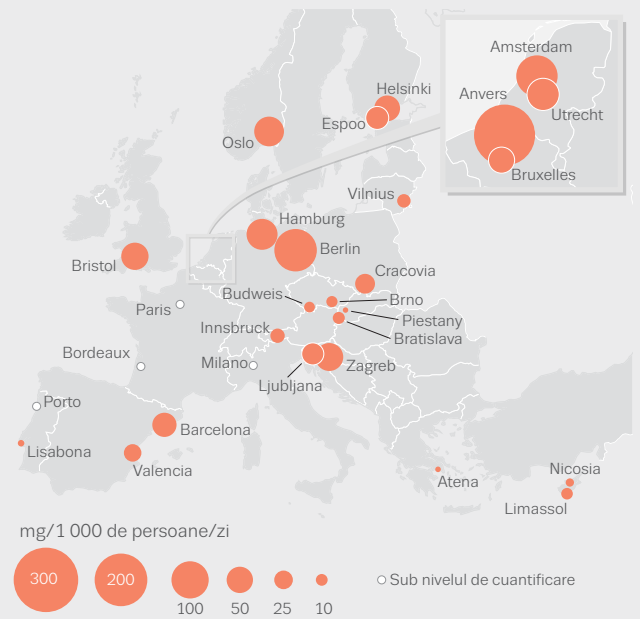 Amsterdam
Anvers
Utrecht
Bruxelles
Helsinki
Espoo
Oslo
Vilnius
Hamburg
Berlin
Bristol
Cracovia
Budweis
Brno
Paris
Piestany
Innsbruck
Bratislava
Bordeaux
Milano
Zagreb
Ljubljana
Porto
Barcelona
Lisabona
Valencia
Nicosia
Atena
Limassol
mg/1 000 de persoane/zi
300
200
100
50
25
10
Sub nivelul de cuantificare